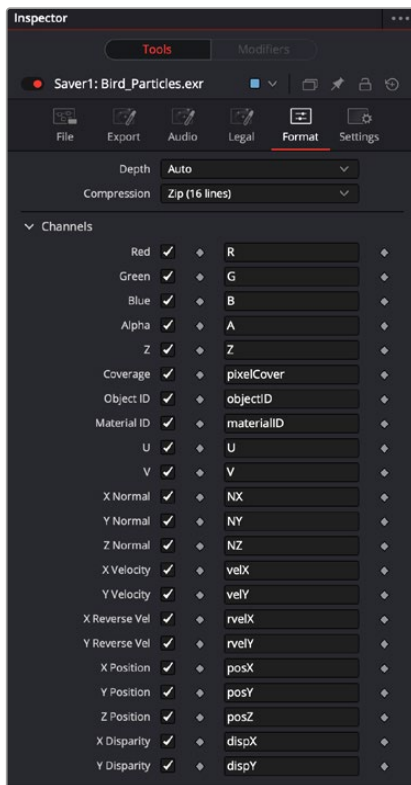 Inspector
Tools Modifiers
Saver1: Bird_Particles.exr
File Export Audio Legal Format Settings
Depth Auto
Compression Zip (16 lines)
Channels
Red R
Green G
Blue B
Alpha A
Z Z
Coverage pixelCover
Object ID objectID
Material ID materialID
U U
V V
X Normal NX
Y Normal NY
Z Normal NZ
X Velocity velX
Y Velocity velY
X Reverse Vel rvelX
Y Reverse Vel rvelY
X Position posX
Y Position posY
Z Position posZ
X Disparity dispX
Y Disparity dispY